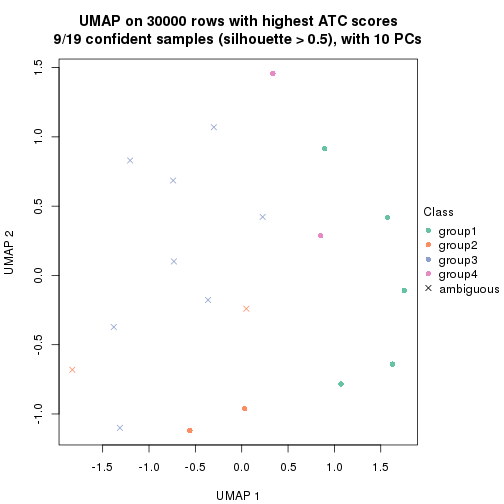 UMAP on 30000 rows with highest ATC scores
9/19 confident samples (silhouette > 0.5), with 10 PCs
1.5
1.0
0.5
0.0
-0.5
-1.0
UMAP 2
-1.5 -1.0 -0.5 0.0 0.5 1.0 1.5
UMAP 1
Class
group1
group2
group3
group4
ambiguous